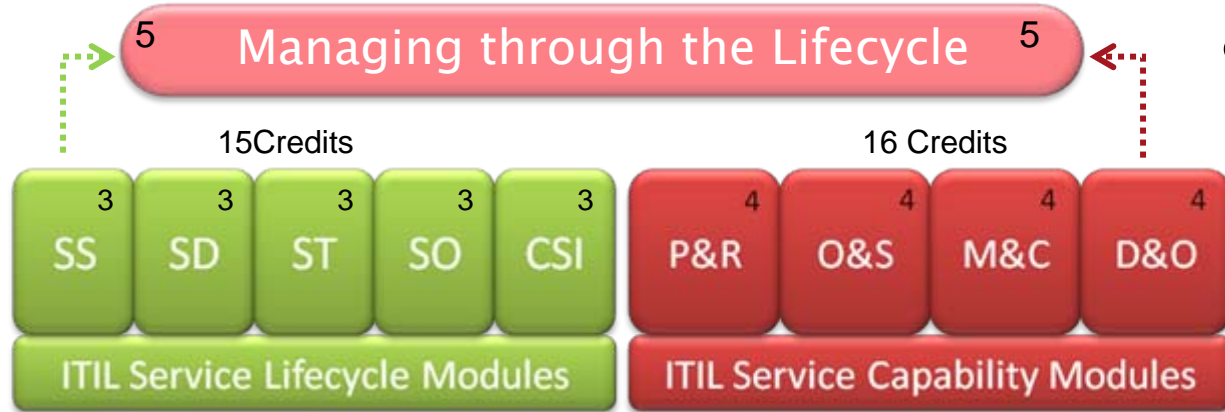 5 Managing through the Lifecycle 5
15Credits 16 Credits
3 3 3 3 3 4 4 4 4
SS SD ST SO CSI P&R O&S M&C D&O
ITIL Service Lifecycle Modules ITIL Service Capability Modules